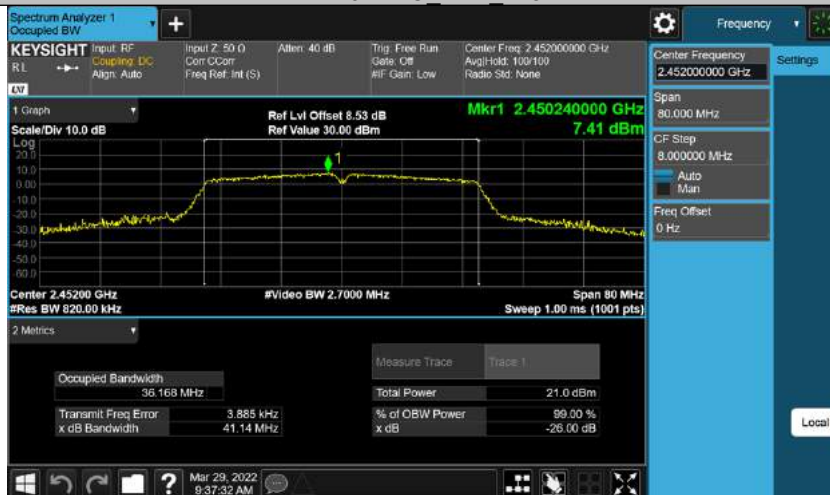 Spectrum Analyzer 1
Occupied BW
Frequency
KEYSIGHT
RL
Input: RF
Coupling: DC
Align: Auto
Input Z: 50 Ω
Corr CCorr
Freq Ref: Int (S)
Atten: 40 dB
Trig: Free Run
Gate: Off
#IF Gain: Low
Center Freq: 2.452000000 GHz
Avg|Hold: 100/100
Radio Std: None
LXI
1 Graph
Scale/Div 10.0 dB
Ref Lvl Offset 8.53 dB
Ref Value 30.00 dBm
Mkr1 2.450240000 GHz
7.41 dBm
Log
20.0
10.0
0.00
-10.0
-20.0
-30.0
-40.0
-50.0
-60.0
1
Center 2.45200 GHz
#Res BW 820.00 kHz
#Video BW 2.7000 MHz
Span 80 MHz
Sweep 1.00 ms (1001 pts)
2 Metrics
Measure Trace
Trace 1
Occupied Bandwidth
36.168 MHz
Total Power
21.0 dBm
Transmit Freq Error
3.885 kHz
% of OBW Power
99.00 %
x dB Bandwidth
41.14 MHz
x dB
-26.00 dB
Center Frequency
2.452000000 GHz
Settings
Span
80.000 MHz
CF Step
8.000000 MHz
Auto
Man
Freq Offset
0 Hz
Local
Mar 29, 2022
9:37:32 AM